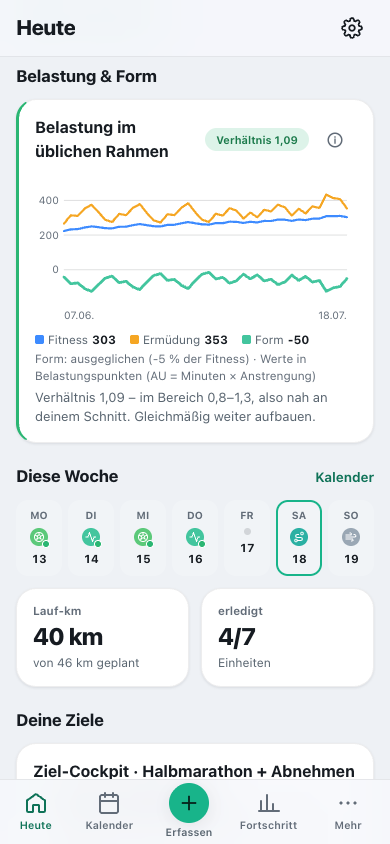 Heute
Belastung & Form
Belastung im
üblichen Rahmen
Verhältnis 1,09
400
200
0
07.06.
18.07.
Fitness 303 Ermüdung 353 Form -50
Form: ausgeglichen (-5 % der Fitness) · Werte in
Belastungspunkten (AU = Minuten × Anstrengung)
Verhältnis 1,09 – im Bereich 0,8–1,3, also nah an
deinem Schnitt. Gleichmäßig weiter aufbauen.
Diese Woche
Kalender
MO DI MI DO FR SA SO
13 14 15 16 17 18 19
Lauf-km
40 km
von 46 km geplant
erledigt
4/7
Einheiten
Deine Ziele
Ziel-Cockpit · Halbmarathon + Abnehmen
Heute Kalender Erfassen Fortschritt Mehr